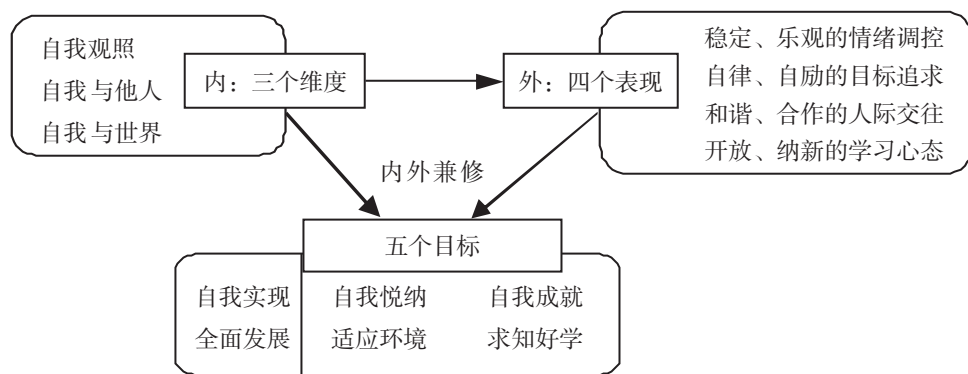 自我观照
自我与他人
自我与世界
内：三个维度
外：四个表现
稳定、乐观的情绪调控
自律、自励的目标追求
和谐、合作的人际交往
开放、纳新的学习心态
内外兼修
五个目标
自我实现 自我悦纳 自我成就
全面发展 适应环境 求知好学